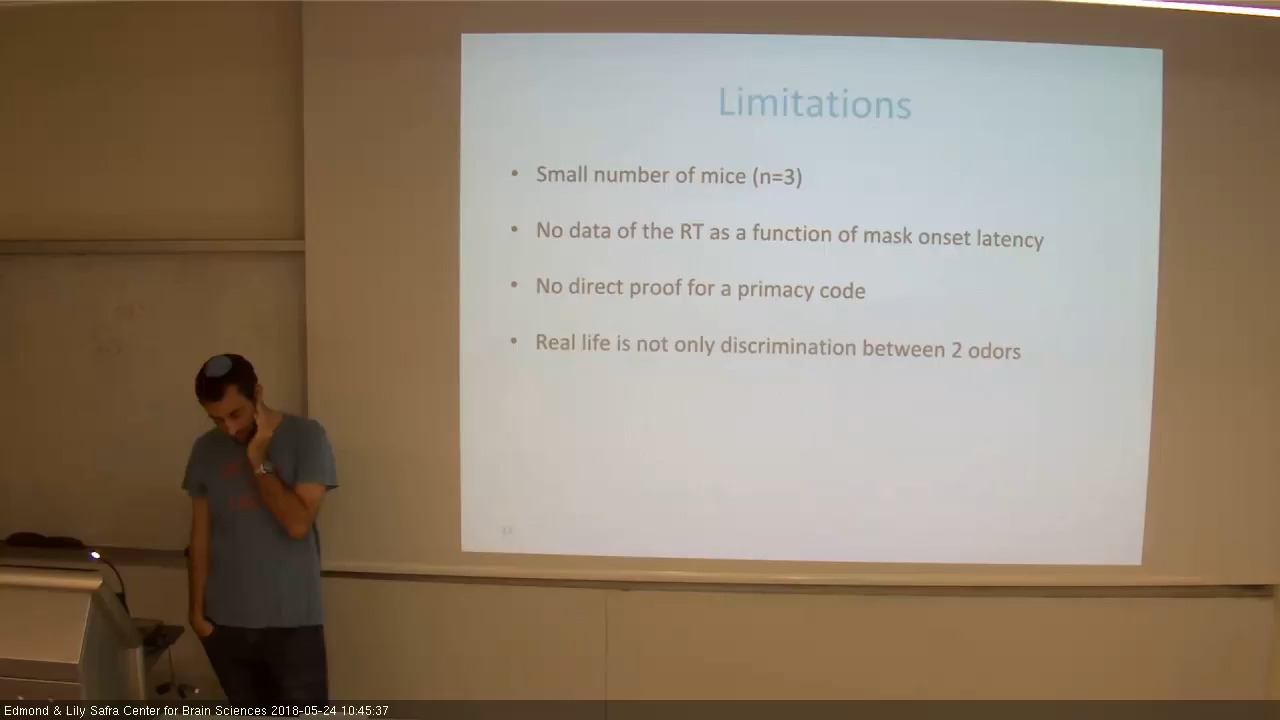 Limitations
• Small number of mice (n=3)
• No data of the RT as a function of mask onset latency
• No direct proof for a primacy code
• Real life is not only discrimination between 2 odors
Edmond & Lily Safra Center for Brain Sciences 2018-05-24 10:45:37